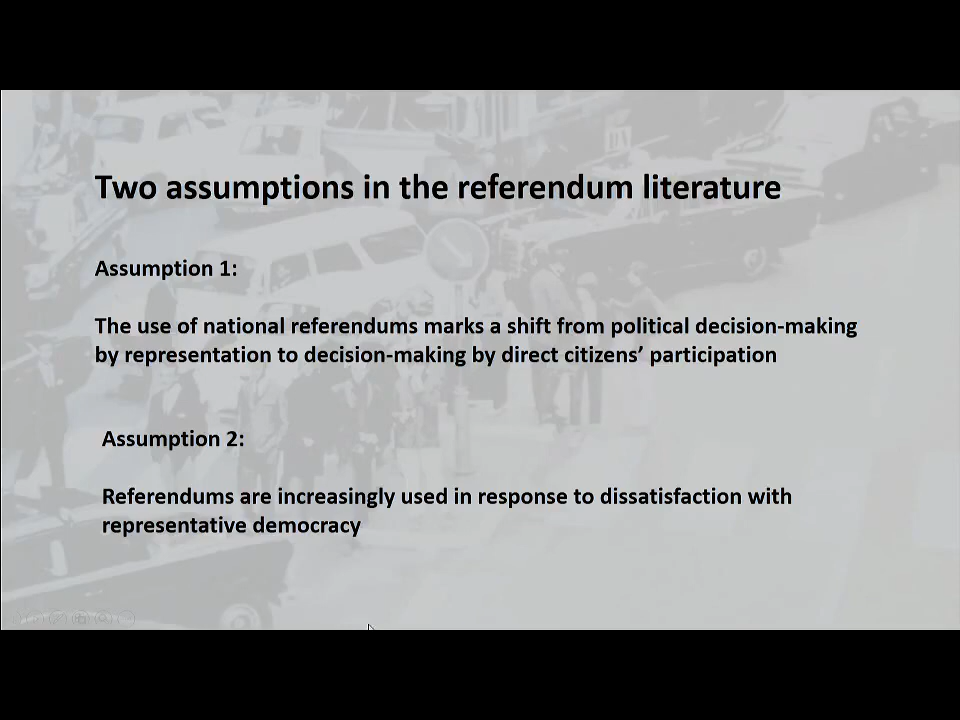 Two assumptions in the referendum literature
Assumption 1:
The use of national referendums marks a shift from political decision-making
by representation to decision-making by direct citizens’ participation
Assumption 2:
Referendums are increasingly used in response to dissatisfaction with
representative democracy